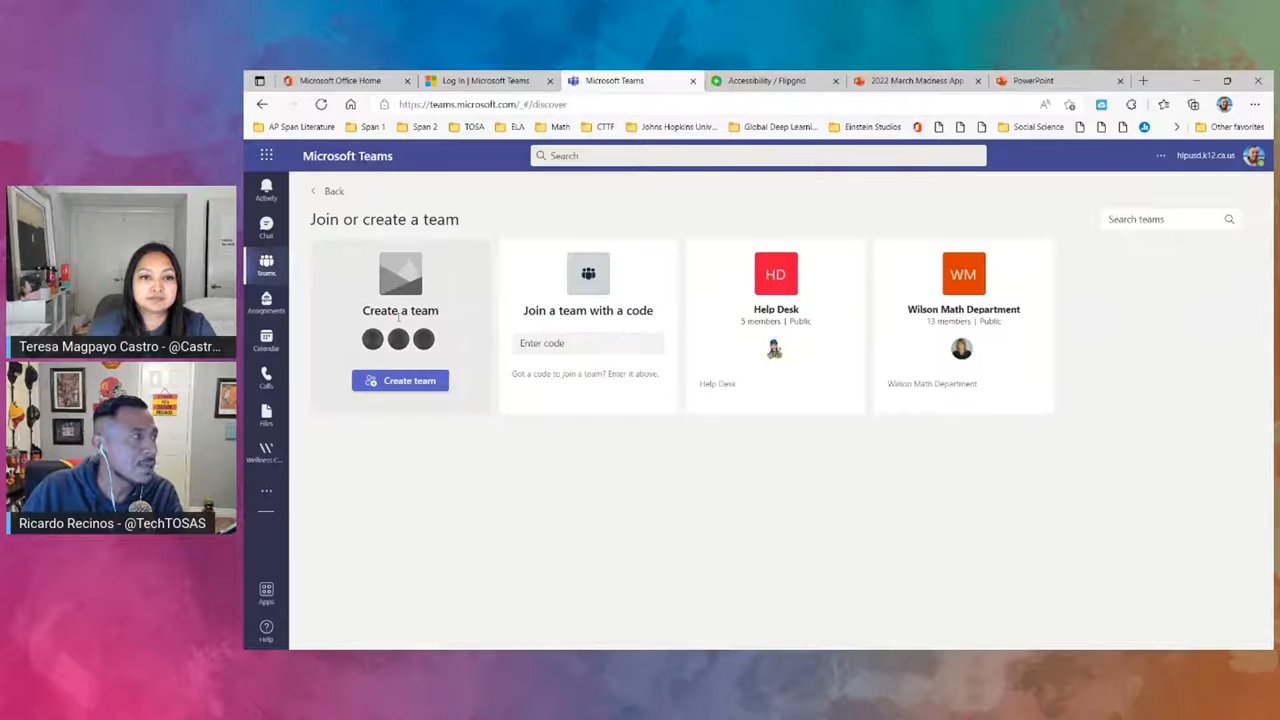 Microsoft Office Home
Log In | Microsoft Teams
Microsoft Teams
Accessibility / Flipgrid
2022 March Madness App
PowerPoint
https://teams.microsoft.com/_#/discover
AP Span Literature
Span 1
Span 2
TOSA
ELA
Math
CTTF
Johns Hopkins Univ...
Global Deep Learni...
Einstein Studios
Social Science
Other favorites
Microsoft Teams
Search
hlpusd.k12.ca.us
Activity
Chat
Teams
Assignments
Calendar
Calls
Files
Wellness C...
Apps
Help
Back
Join or create a team
Search teams
Create a team
Create team
Join a team with a code
Enter code
Got a code to join a team? Enter it above.
HD
Help Desk
5 members | Public
Help Desk
WM
Wilson Math Department
13 members | Public
Wilson Math Department
Teresa Magpayo Castro - @Castr...
Ricardo Recinos - @TechTOSAS